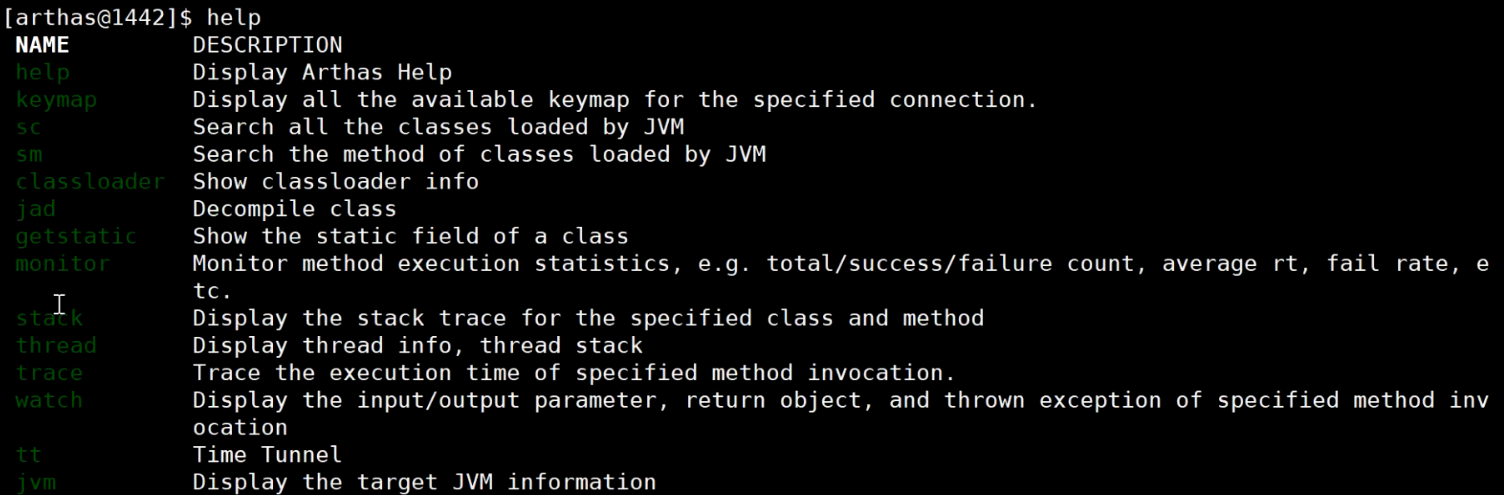 [arthas@1442]$ help
NAME DESCRIPTION
help Display Arthas Help
keymap Display all the available keymap for the specified connection.
sc Search all the classes loaded by JVM
sm Search the method of classes loaded by JVM
classloader Show classloader info
jad Decompile class
getstatic Show the static field of a class
monitor Monitor method execution statistics, e.g. total/success/failure count, average rt, fail rate, e
tc.
stack Display the stack trace for the specified class and method
thread Display thread info, thread stack
trace Trace the execution time of specified method invocation.
watch Display the input/output parameter, return object, and thrown exception of specified method inv
ocation
tt Time Tunnel
jvm Display the target JVM information